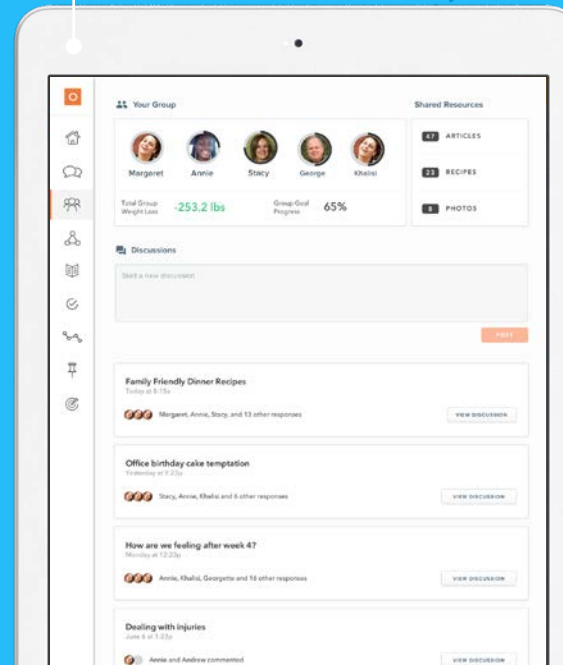 Your Group
Shared Resources
Margaret
Annie
Stacy
George
Khalisi
47 ARTICLES
23 RECIPES
8 PHOTOS
Total Group
Weight Loss
-253.2 lbs
Group Goal
Progress
65%
Discussions
Start a new discussion
POST
Family Friendly Dinner Recipes
Today at 8:15a
Margaret, Annie, Stacy, and 13 other responses
VIEW DISCUSSION
Office birthday cake temptation
Yesterday at 9:23p
Stacy, Annie, Khalisi and 6 other responses
VIEW DISCUSSION
How are we feeling after week 4?
Monday at 12:23p
Annie, Khalisi, Georgette and 16 other responses
VIEW DISCUSSION
Dealing with injuries
June 6 at 1:23p
Annie and Andrew commented
VIEW DISCUSSION